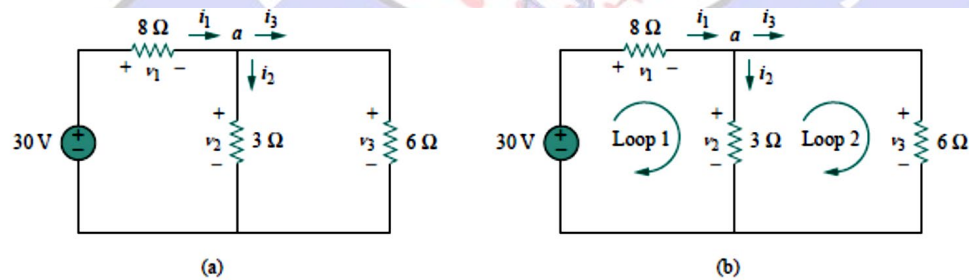 8 Ω i1 a i3
+ v1 −
i2
30 V
+
v2 3 Ω
−
+
v3 6 Ω
−
(a)
8 Ω i1 a i3
+ v1 −
i2
30 V
Loop 1
+
v2 3 Ω
−
Loop 2
+
v3 6 Ω
−
(b)